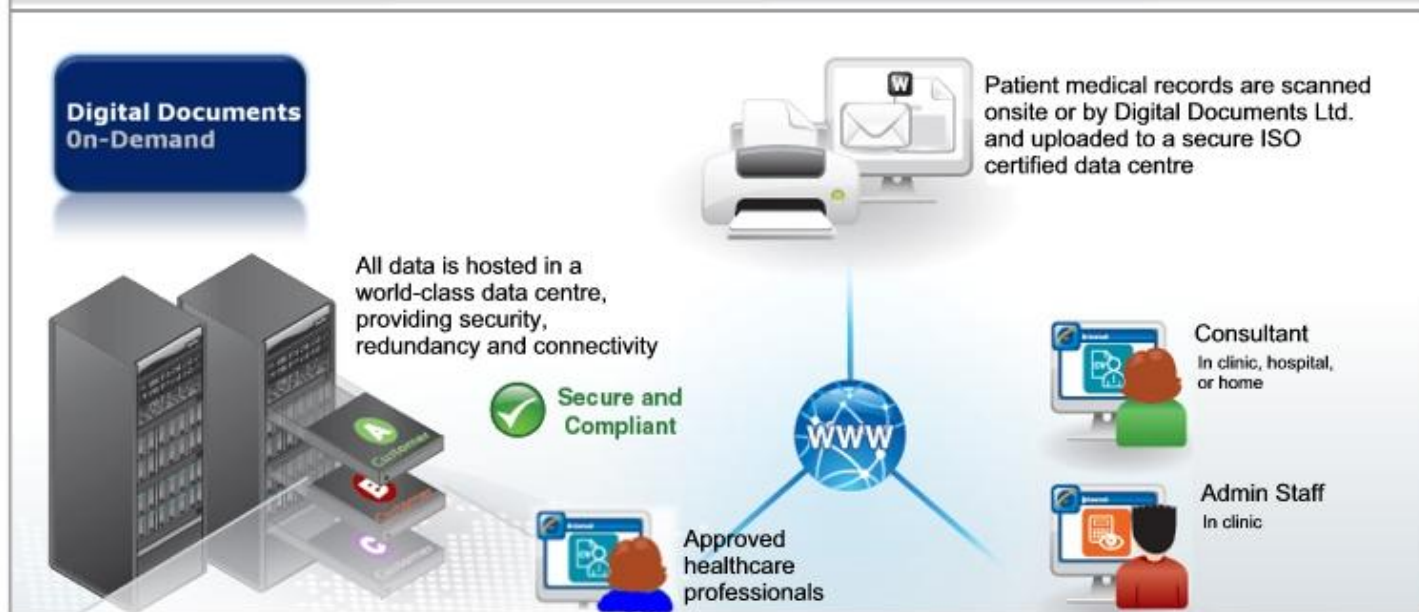 Digital Documents
On-Demand
W
Patient medical records are scanned
onsite or by Digital Documents Ltd.
and uploaded to a secure ISO
certified data centre
All data is hosted in a
world-class data centre,
providing security,
redundancy and connectivity
Secure and
Compliant
A
Customer
B
C
WWW
Consultant
In clinic, hospital,
or home
Admin Staff
In clinic
Approved
healthcare
professionals